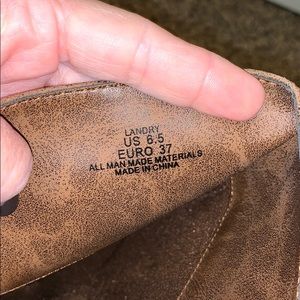 LANDRY
US 6.5
EURO 37
ALL MAN MADE MATERIALS
MADE IN CHINA